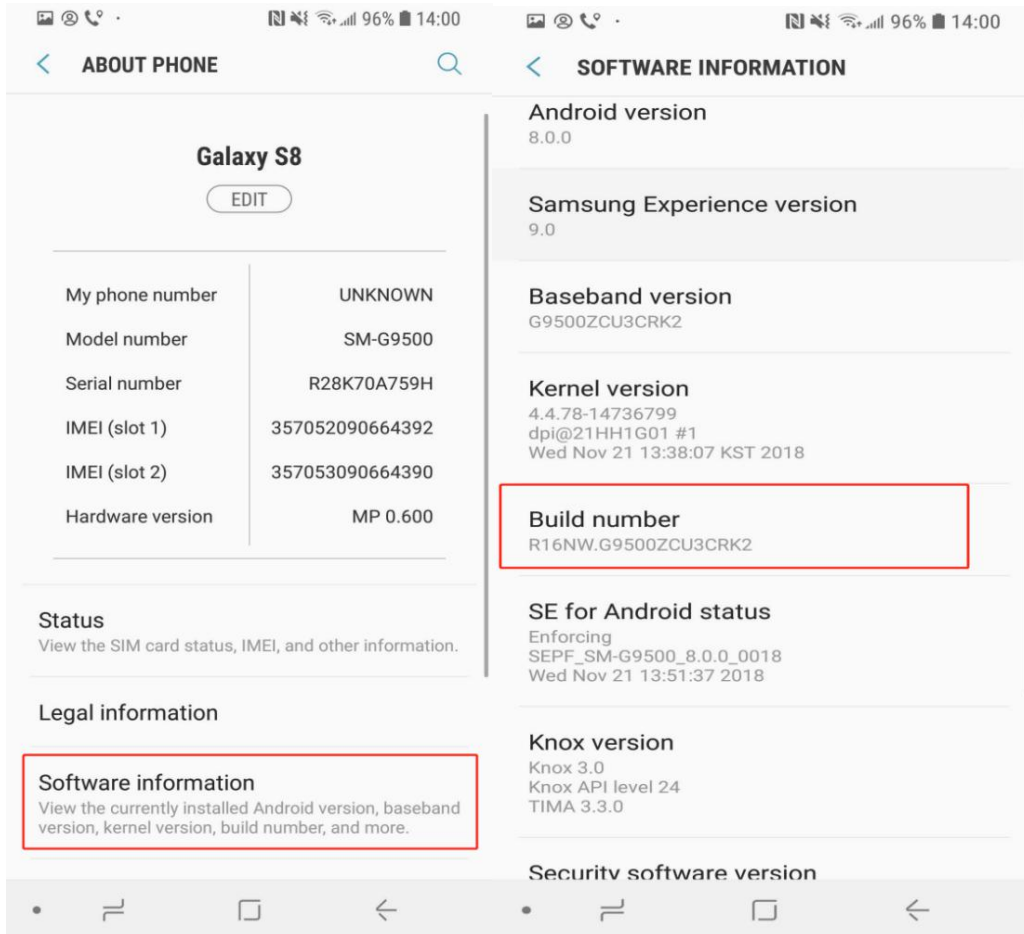 96% 14:00
ABOUT PHONE
Galaxy S8
EDIT
My phone number UNKNOWN
Model number SM-G9500
Serial number R28K70A759H
IMEI (slot 1) 357052090664392
IMEI (slot 2) 357053090664390
Hardware version MP 0.600
Status
View the SIM card status, IMEI, and other information.
Legal information
Software information
View the currently installed Android version, baseband
version, kernel version, build number, and more.
96% 14:00
SOFTWARE INFORMATION
Android version
8.0.0
Samsung Experience version
9.0
Baseband version
G9500ZCU3CRK2
Kernel version
4.4.78-14736799
dpi@21HH1G01 #1
Wed Nov 21 13:38:07 KST 2018
Build number
R16NW.G9500ZCU3CRK2
SE for Android status
Enforcing
SEPF_SM-G9500_8.0.0_0018
Wed Nov 21 13:51:37 2018
Knox version
Knox 3.0
Knox API level 24
TIMA 3.3.0
Security software version